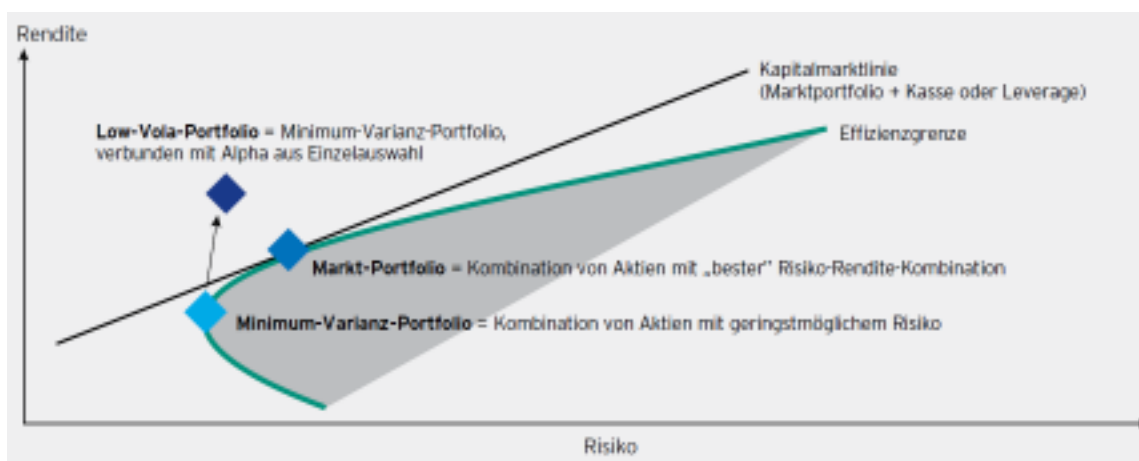 Rendite
Kapitalmarktlinie
(Marktportfolio + Kasse oder Leverage)
Low-Vola-Portfolio = Minimum-Varianz-Portfolio,
verbunden mit Alpha aus Einzelauswahl
Effizienzgrenze
Markt-Portfolio = Kombination von Aktien mit „bester" Risiko-Rendite-Kombination
Minimum-Varianz-Portfolio = Kombination von Aktien mit geringstmöglichem Risiko
Risiko